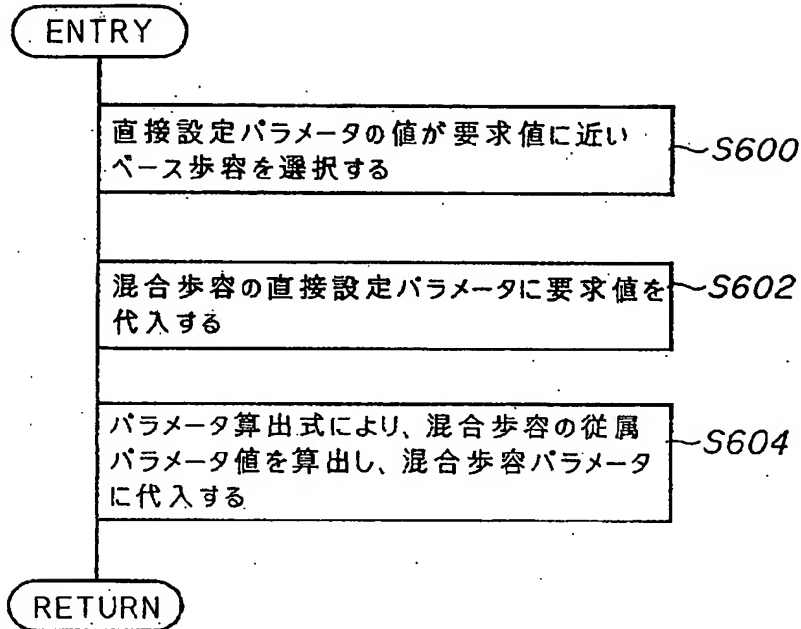 ENTRY
直接設定パラメータの値が要求値に近い
ベース歩容を選択する
S600
混合歩容の直接設定パラメータに要求値を
代入する
S602
パラメータ算出式により、混合歩容の従属
パラメータ値を算出し、混合歩容パラメータ
に代入する
S604
RETURN